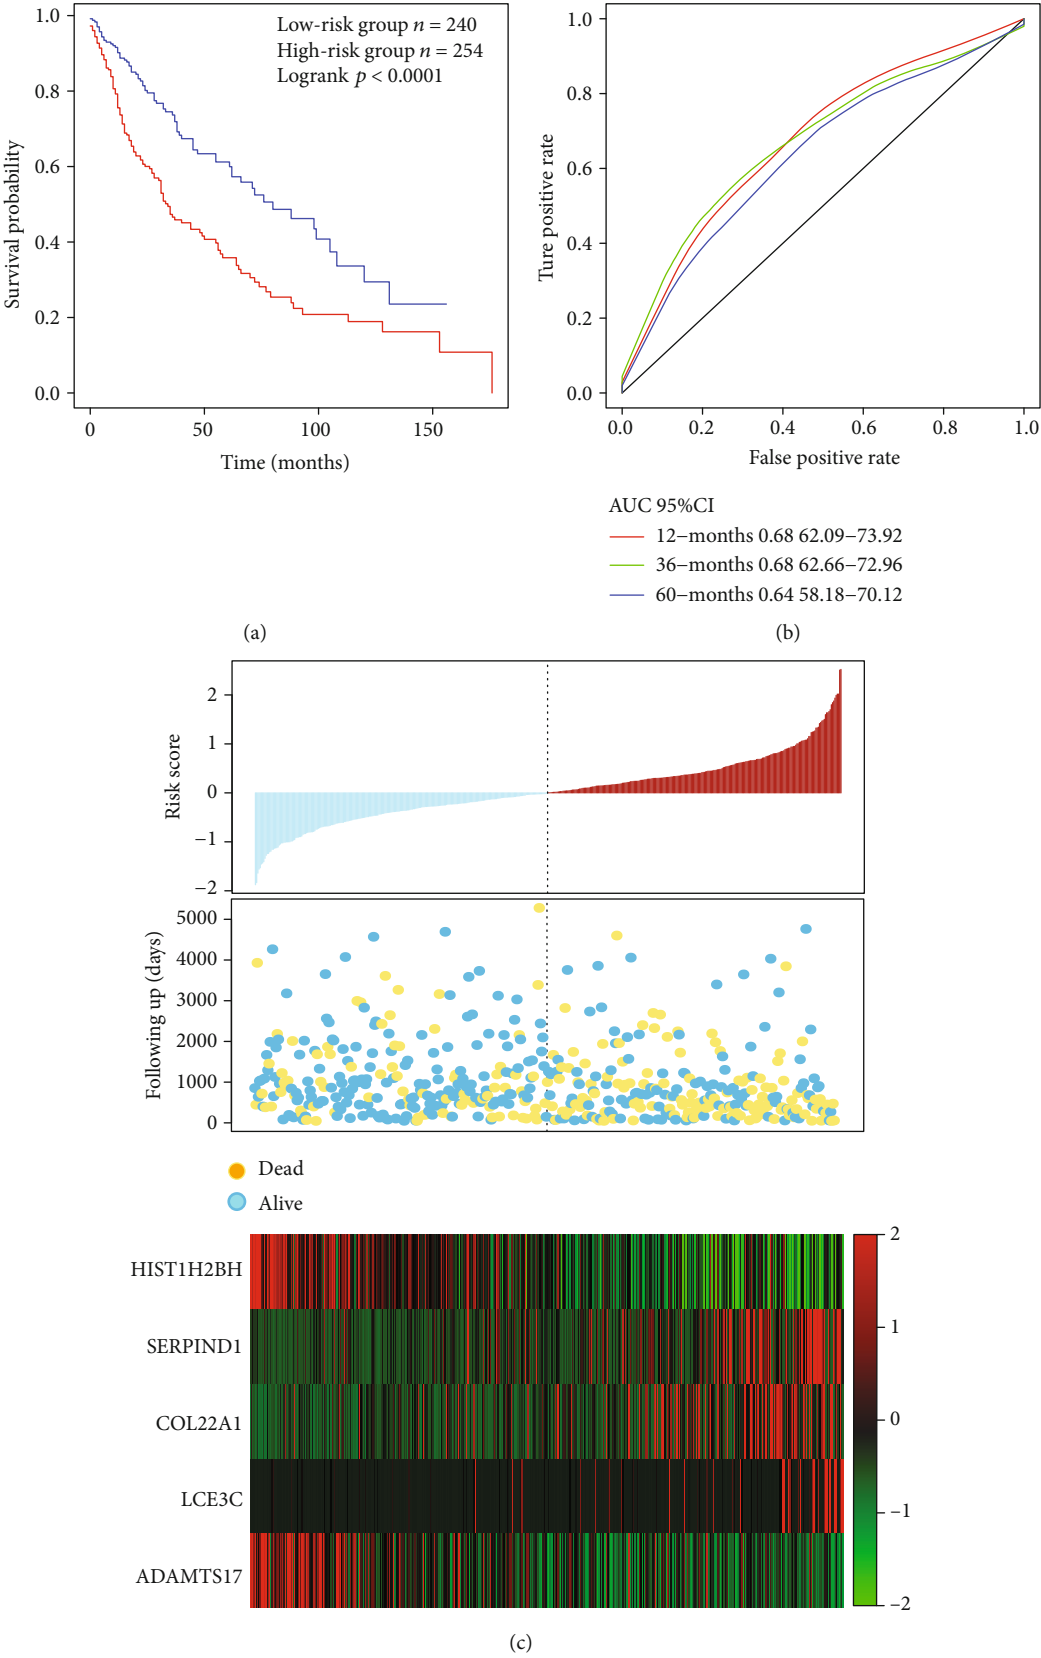 Low-risk group n = 240
High-risk group n = 254
Logrank p < 0.0001
Survival probability
1.0
0.8
0.6
0.4
0.2
0.0
0
50
100
150
Time (months)
(a)
Ture positive rate
1.0
0.8
0.6
0.4
0.2
0.0
0.0
0.2
0.4
0.6
0.8
1.0
False positive rate
AUC 95%CI
12−months 0.68 62.09−73.92
36−months 0.68 62.66−72.96
60−months 0.64 58.18−70.12
(b)
Risk score
2
1
0
−1
−2
Following up (days)
5000
4000
3000
2000
1000
0
Dead
Alive
HIST1H2BH
SERPIND1
COL22A1
LCE3C
ADAMTS17
2
1
0
−1
−2
(c)